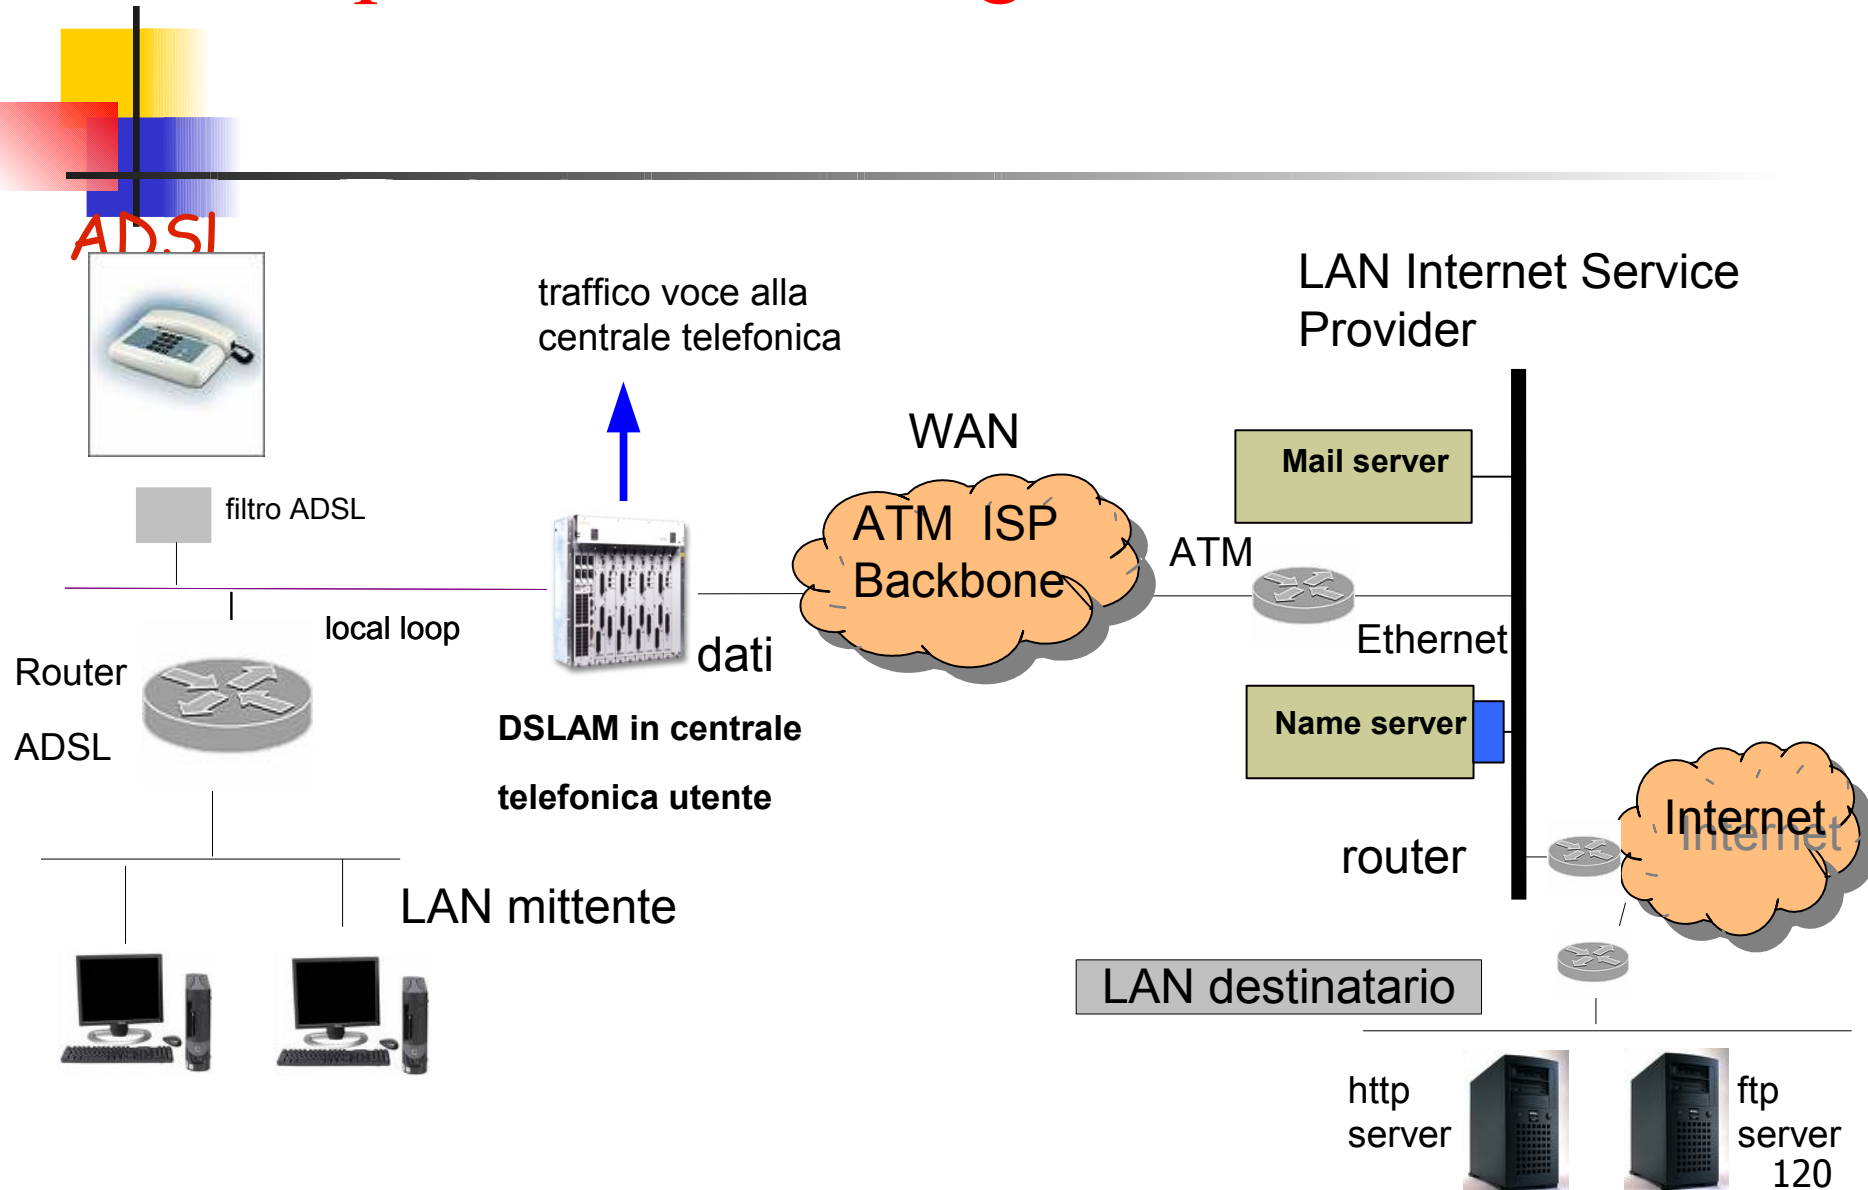 ADSL
traffico voce alla
centrale telefonica
LAN Internet Service
Provider
WAN
Mail server
filtro ADSL
ATM ISP
Backbone
ATM
local loop
Ethernet
dati
Router
ADSL
DSLAM in centrale
telefonica utente
Name server
Internet
router
LAN mittente
LAN destinatario
http
server
ftp
server
120